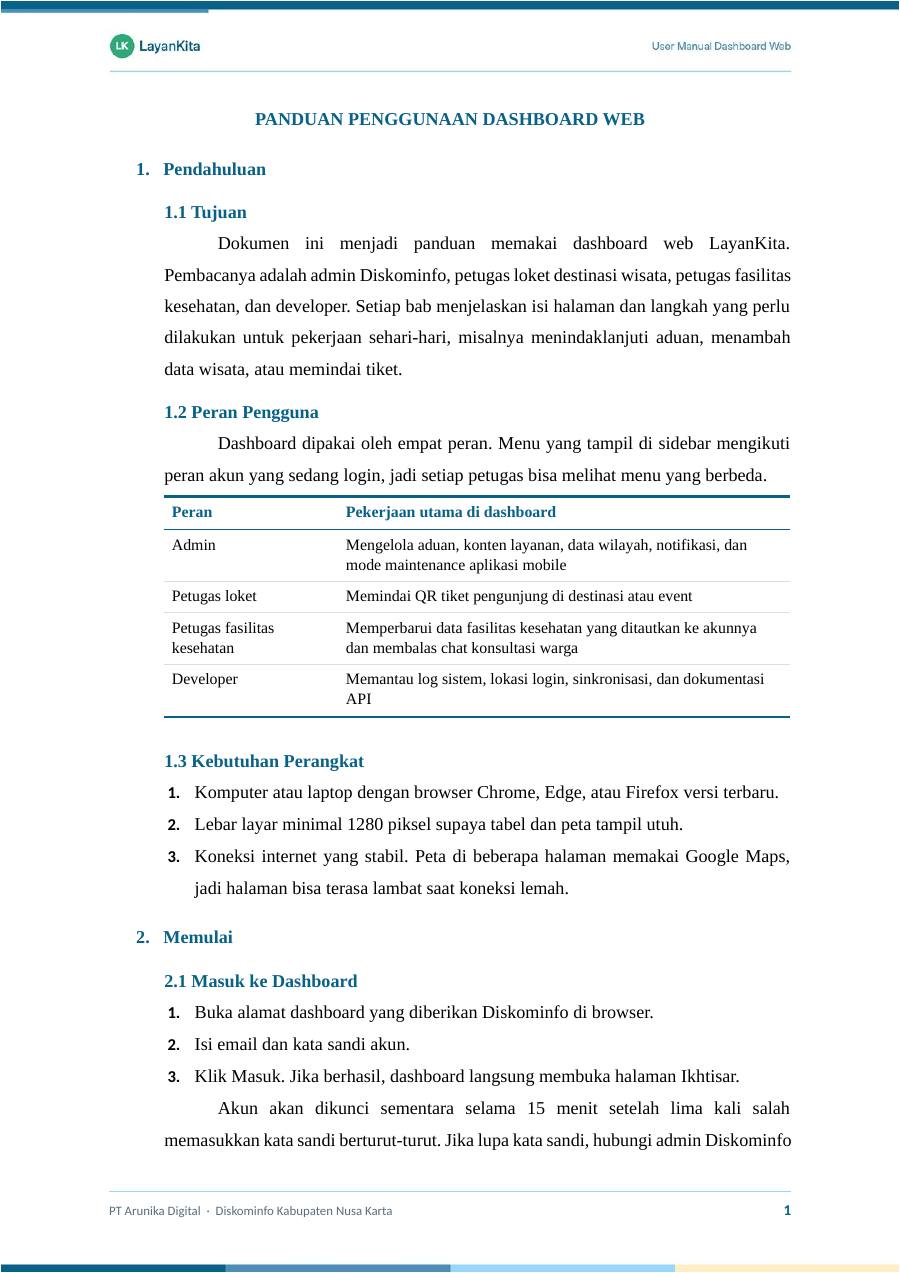 LK LayanKita
User Manual Dashboard Web
PANDUAN PENGGUNAAN DASHBOARD WEB
1. Pendahuluan
1.1 Tujuan
Dokumen ini menjadi panduan memakai dashboard web LayanKita.
Pembacanya adalah admin Diskominfo, petugas loket destinasi wisata, petugas fasilitas
kesehatan, dan developer. Setiap bab menjelaskan isi halaman dan langkah yang perlu
dilakukan untuk pekerjaan sehari-hari, misalnya menindaklanjuti aduan, menambah
data wisata, atau memindai tiket.
1.2 Peran Pengguna
Dashboard dipakai oleh empat peran. Menu yang tampil di sidebar mengikuti
peran akun yang sedang login, jadi setiap petugas bisa melihat menu yang berbeda.
Peran Pekerjaan utama di dashboard
Admin Mengelola aduan, konten layanan, data wilayah, notifikasi, dan
mode maintenance aplikasi mobile
Petugas loket Memindai QR tiket pengunjung di destinasi atau event
Petugas fasilitas Memperbarui data fasilitas kesehatan yang ditautkan ke akunnya
kesehatan dan membalas chat konsultasi warga
Developer Memantau log sistem, lokasi login, sinkronisasi, dan dokumentasi
API
1.3 Kebutuhan Perangkat
1. Komputer atau laptop dengan browser Chrome, Edge, atau Firefox versi terbaru.
2. Lebar layar minimal 1280 piksel supaya tabel dan peta tampil utuh.
3. Koneksi internet yang stabil. Peta di beberapa halaman memakai Google Maps,
jadi halaman bisa terasa lambat saat koneksi lemah.
2. Memulai
2.1 Masuk ke Dashboard
1. Buka alamat dashboard yang diberikan Diskominfo di browser.
2. Isi email dan kata sandi akun.
3. Klik Masuk. Jika berhasil, dashboard langsung membuka halaman Ikhtisar.
Akun akan dikunci sementara selama 15 menit setelah lima kali salah
memasukkan kata sandi berturut-turut. Jika lupa kata sandi, hubungi admin Diskominfo
PT Arunika Digital · Diskominfo Kabupaten Nusa Karta
1